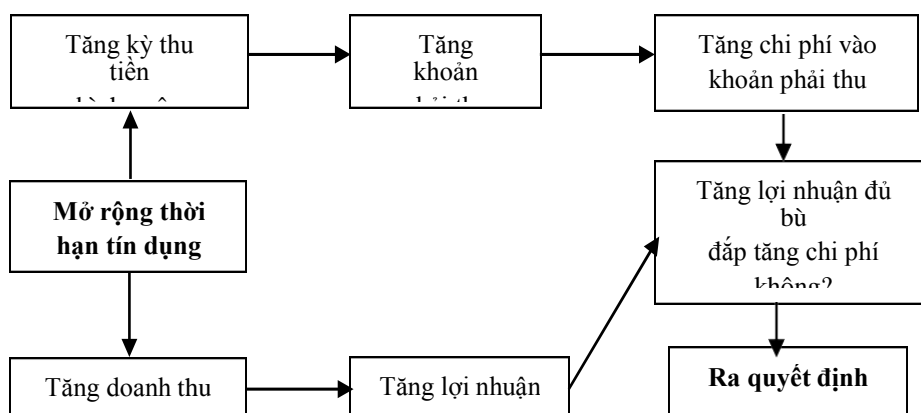 Tăng kỳ thu
tiền
Tăng
khoản
Tăng chi phí vào
khoản phải thu
Mở rộng thời
hạn tín dụng
Tăng lợi nhuận đủ
bù
đắp tăng chi phí
không?
Tăng doanh thu
Tăng lợi nhuận
Ra quyết định